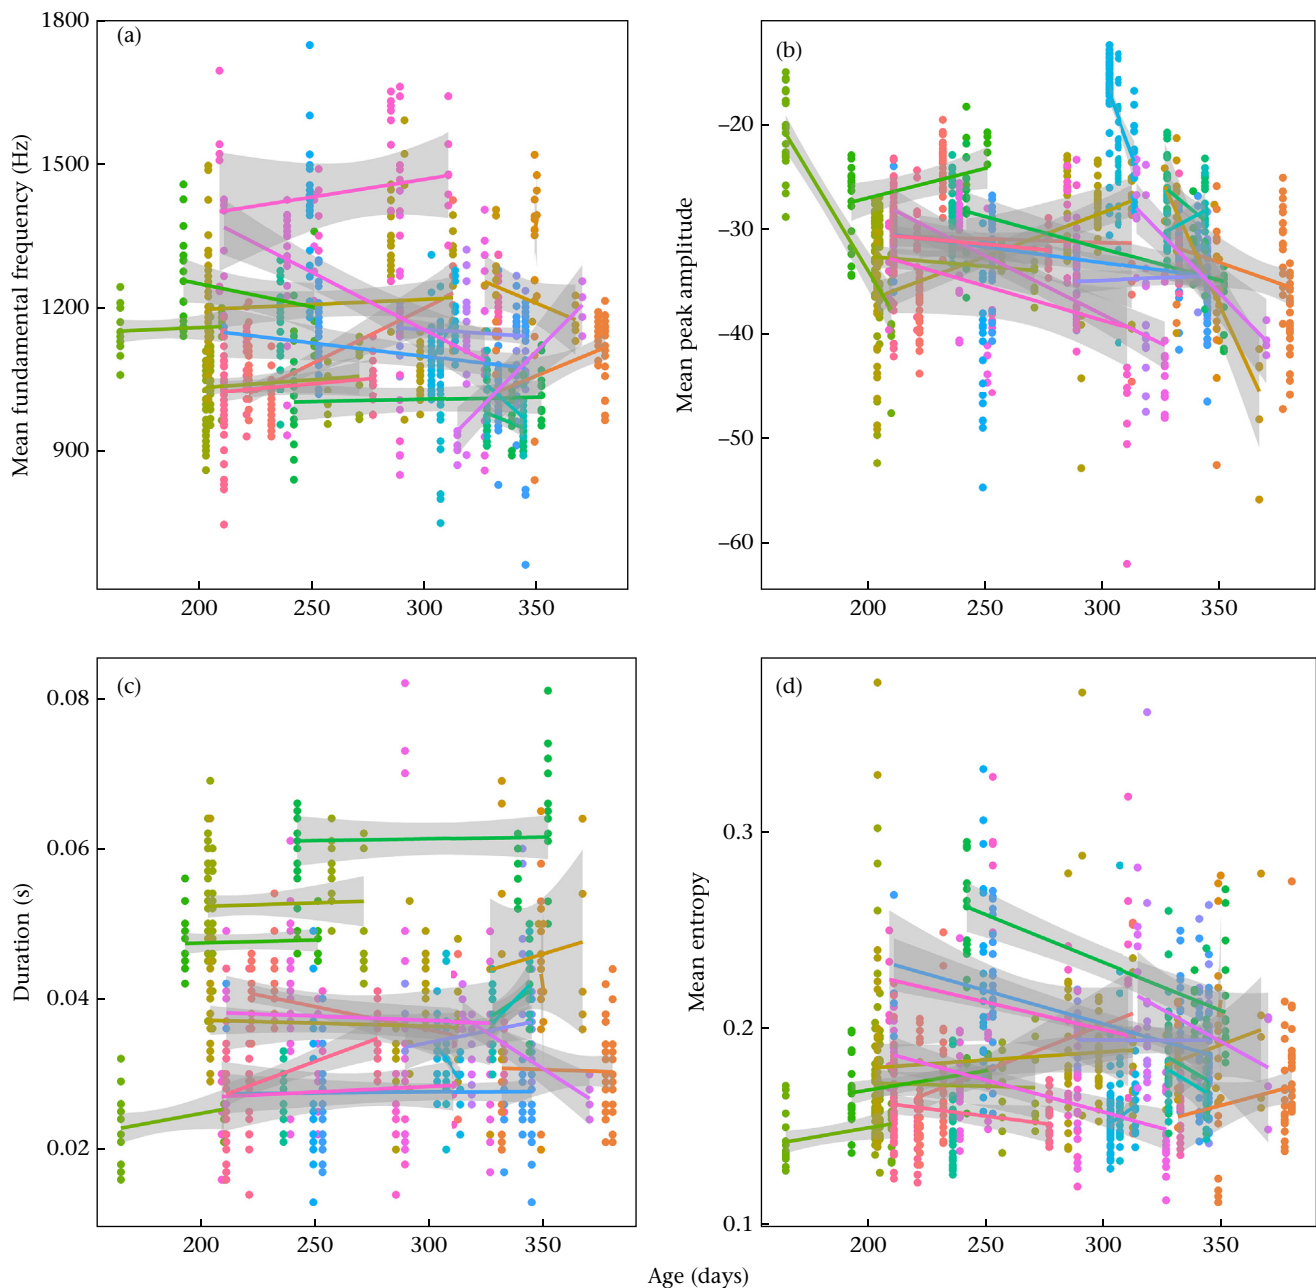 (a)
Mean fundamental frequency (Hz)
1800
1500
1200
900
200 250 300 350
(b)
Mean peak amplitude
–20
–30
–40
–50
–60
200 250 300 350
(c)
Duration (s)
0.08
0.06
0.04
0.02
200 250 300 350
(d)
Mean entropy
0.3
0.2
0.1
200 250 300 350
Age (days)